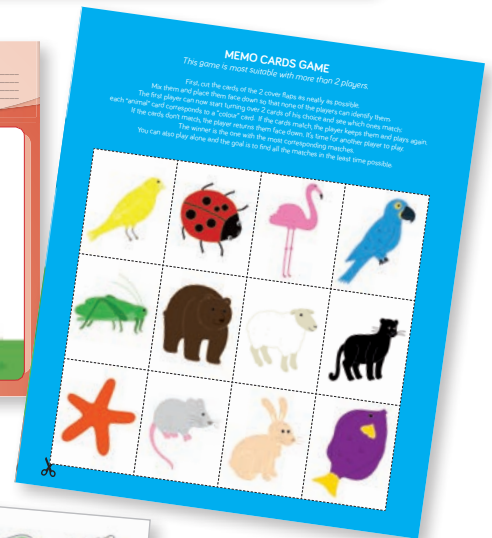 MEMO CARDS GAME
This game is most suitable with more than 2 players.
First, cut the cards of the 2 cover flaps as neatly as possible.
Mix them and place them face down so that none of the players can identify them.
The first player can now start turning over 2 cards of his choice and see which ones match:
each "animal" card corresponds to a "colour" card. If the cards match, the player keeps them and plays again.
If the cards don't match, the player returns them face down. It's time for another player to play.
The winner is the one with the most corresponding matches.
You can also play alone and the goal is to find all the matches in the least time possible